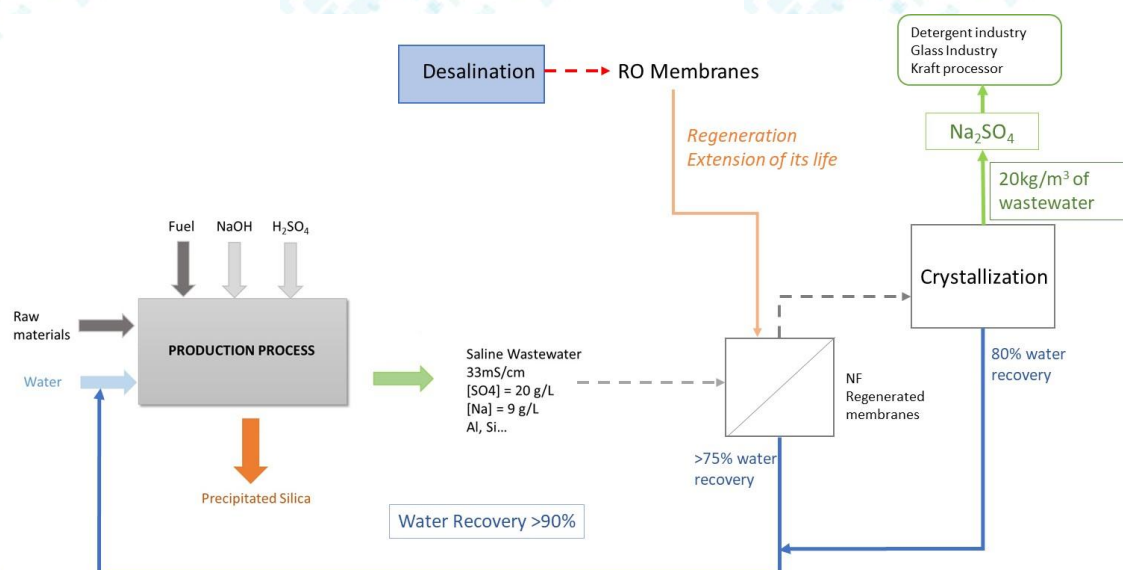 Detergent industry
Glass Industry
Kraft processor
Desalination
RO Membranes
Na₂SO₄
Regeneration
Extension of its life
20kg/m³ of
wastewater
Fuel
NaOH
H₂SO₄
Crystallization
Raw
materials
PRODUCTION PROCESS
Water
Saline Wastewater
33mS/cm
[SO4] = 20 g/L
[Na] = 9 g/L
Al, Si...
80% water
recovery
NF
Regenerated
membranes
>75% water
recovery
Precipitated Silica
Water Recovery >90%